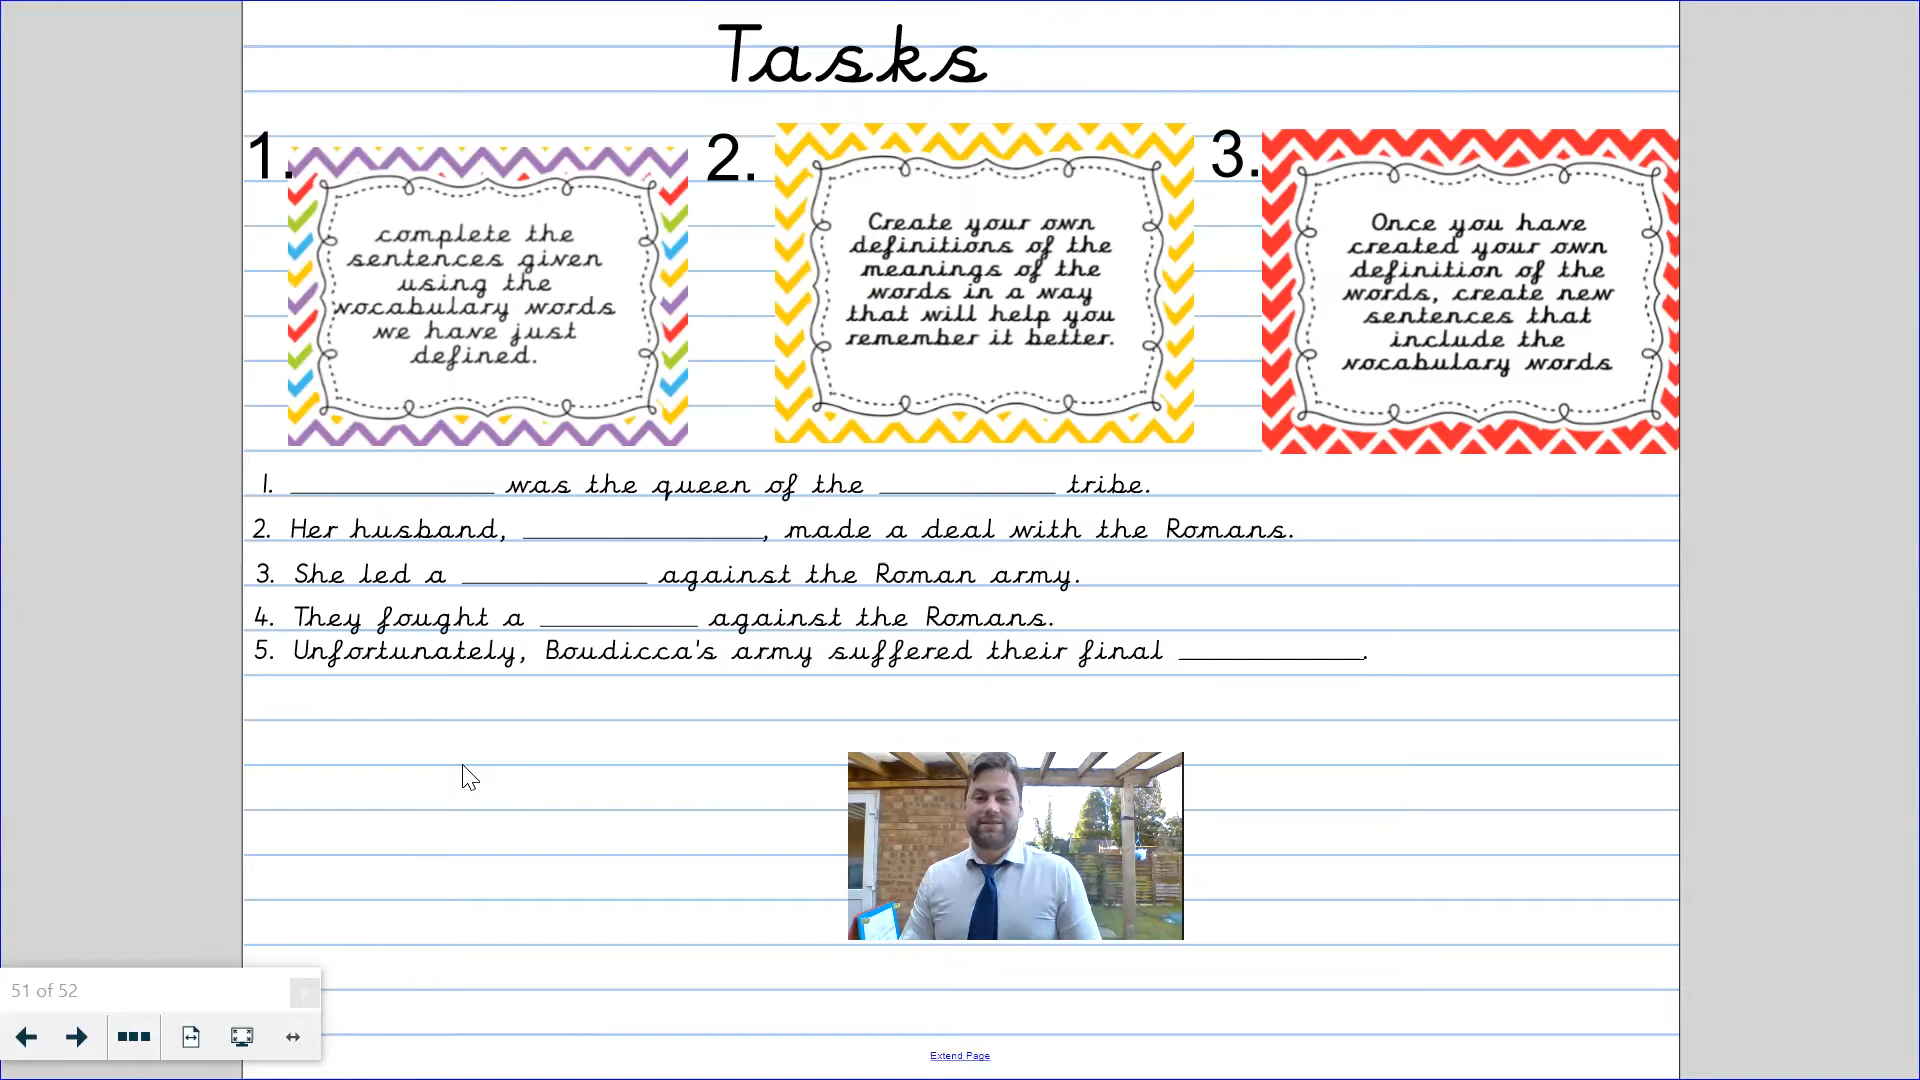 Tasks
1.
complete the
sentences given
using the
vocabulary words
we have just
defined.
2.
Create your own
definitions of the
meanings of the
words in a way
that will help you
remember it better.
3.
Once you have
created your own
definition of the
words, create new
sentences that
include the
vocabulary words
1. ____________ was the queen of the ____________ tribe.
2. Her husband, ____________, made a deal with the Romans.
3. She led a ____________ against the Roman army.
4. They fought a ____________ against the Romans.
5. Unfortunately, Boudicca's army suffered their final ____________.
51 of 52
Extend Page